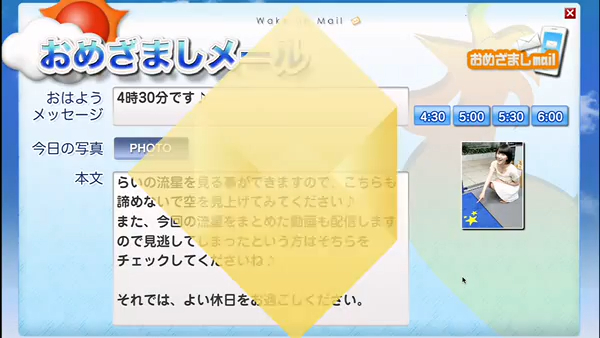 Wake Up Mail
おめざましメール
おめざましmail
おはよう
メッセージ
4時30分です♪
4:30 5:00 5:30 6:00
今日の写真
PHOTO
本文
らいの流星を見る事ができますので、こちらも
諦めないで空を見上げてみてください♪
また、今回の流星をまとめた動画も配信します
ので見逃してしまったという方はそちらを
チェックしてくださいね♪
それでは、よい休日をお過ごしください。